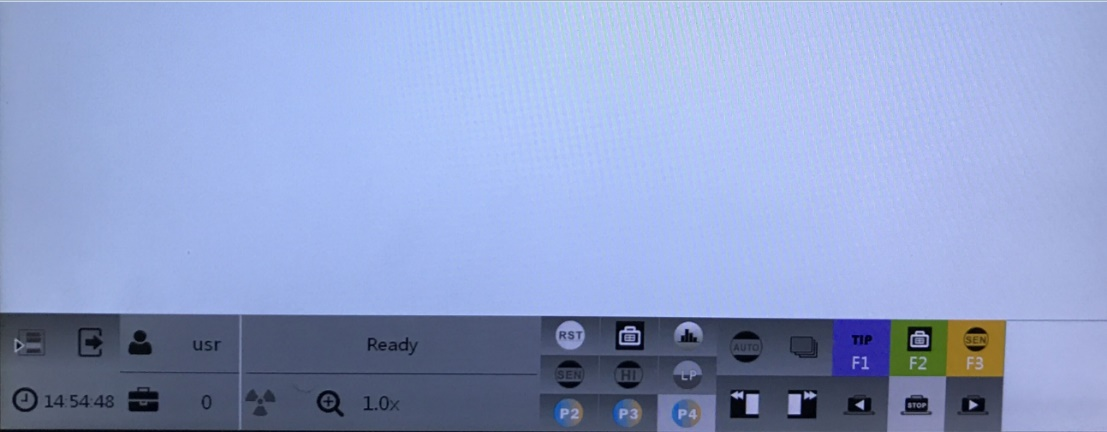 usr
Ready
RST
AUTO
TIP
F1
F2
SEN
F3
14:54:48
0
1.0x
SEN
HI
LP
P2
P3
P4
STOP